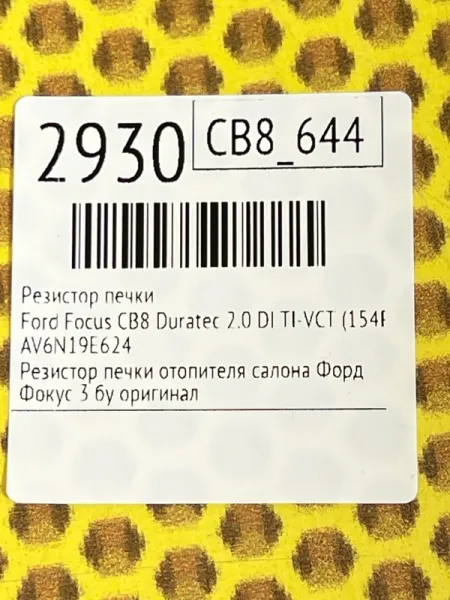 2930
CB8_644
Резистор печки
Ford Focus CB8 Duratec 2.0 DI TI-VCT (154
AV6N19E624
Резистор печки отопителя салона Форд
Фокус 3 бу оригинал